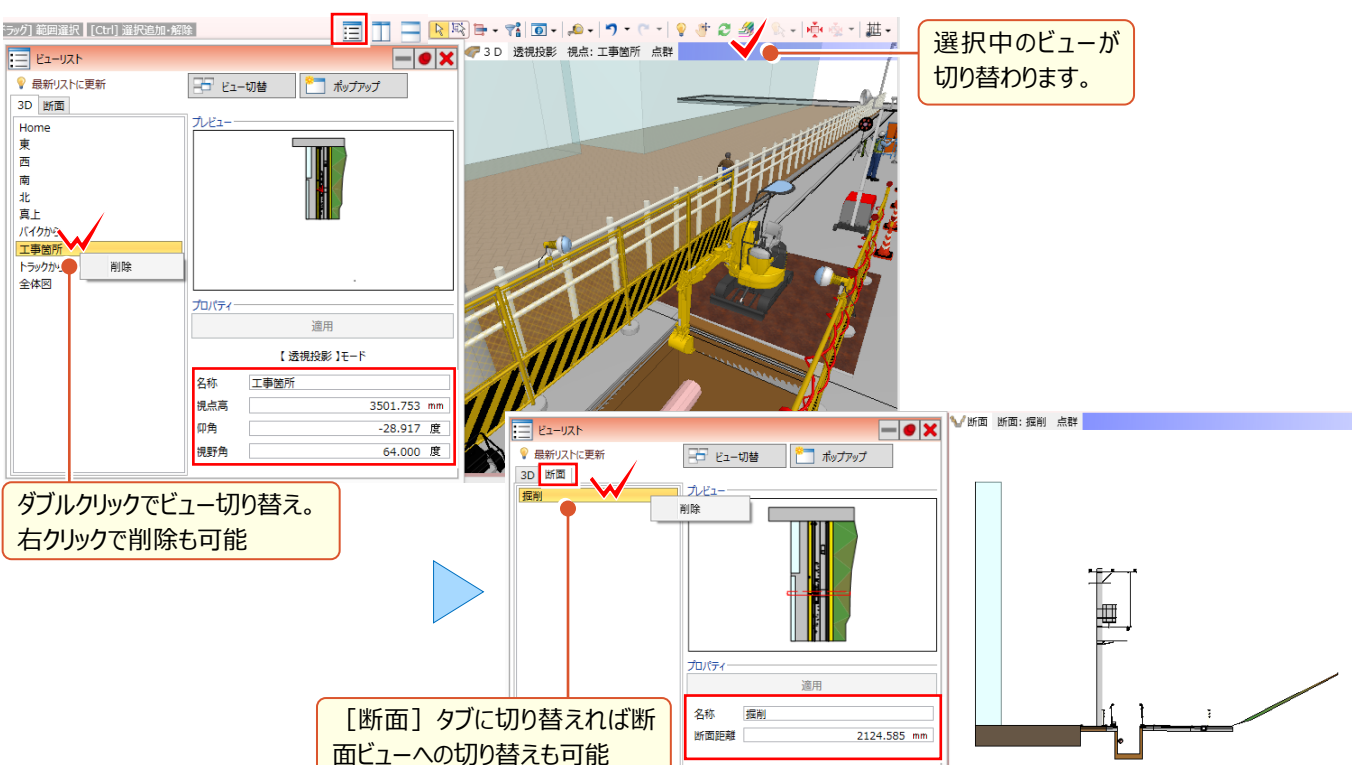 ラッグ] 範囲選択 [Ctrl] 選択追加・解除
ビューリスト
最新リストに更新
ビュー切替
ポップアップ
3D 断面
Home
東
西
南
北
真上
バイクから
工事箇所
トラックから
全体図
削除
プレビュー
プロパティ
適用
【 透視投影 】モード
名称 工事箇所
視点高 3501.753 mm
仰角 -28.917 度
視野角 64.000 度
3D 透視投影 視点: 工事箇所 点群
選択中のビューが
切り替わります。
ダブルクリックでビュー切り替え。
右クリックで削除も可能
ビューリスト
最新リストに更新
ビュー切替
ポップアップ
3D 断面
掘削
削除
プレビュー
プロパティ
適用
名称 掘削
断面距離 2124.585 mm
断面 断面: 掘削 点群
［断面］タブに切り替えれば断
面ビューへの切り替えも可能